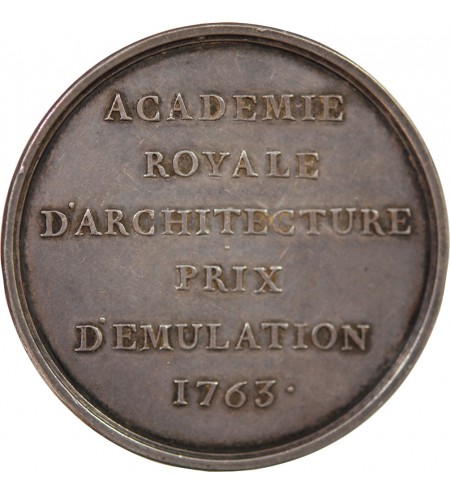 ACADEMIE
ROYALE
D'ARCHITECTURE
PRIX
D'EMULATION
1763.